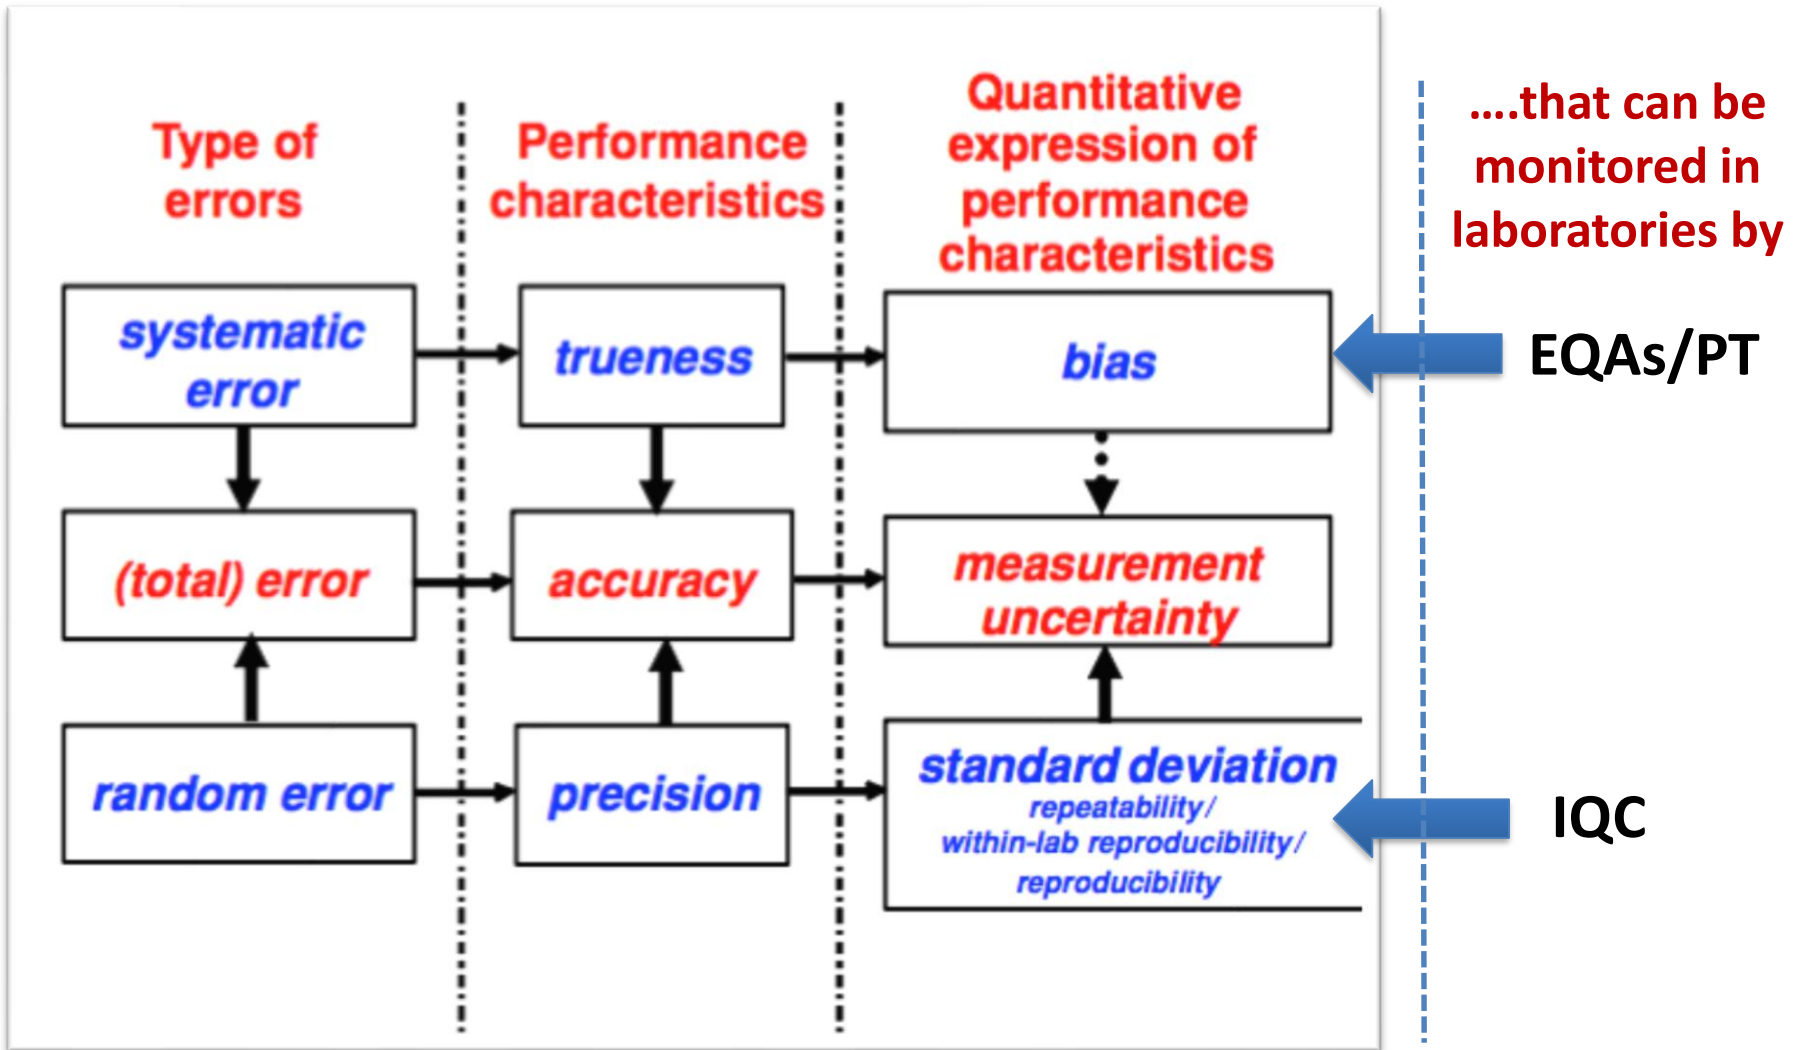 Type of
errors
Performance
characteristics
Quantitative
expression of
performance
characteristics
....that can be
monitored in
laboratories by
systematic
error
trueness
bias
EQAs/PT
(total) error
accuracy
measurement
uncertainty
random error
precision
standard deviation
repeatability/
within-lab reproducibility/
reproducibility
IQC